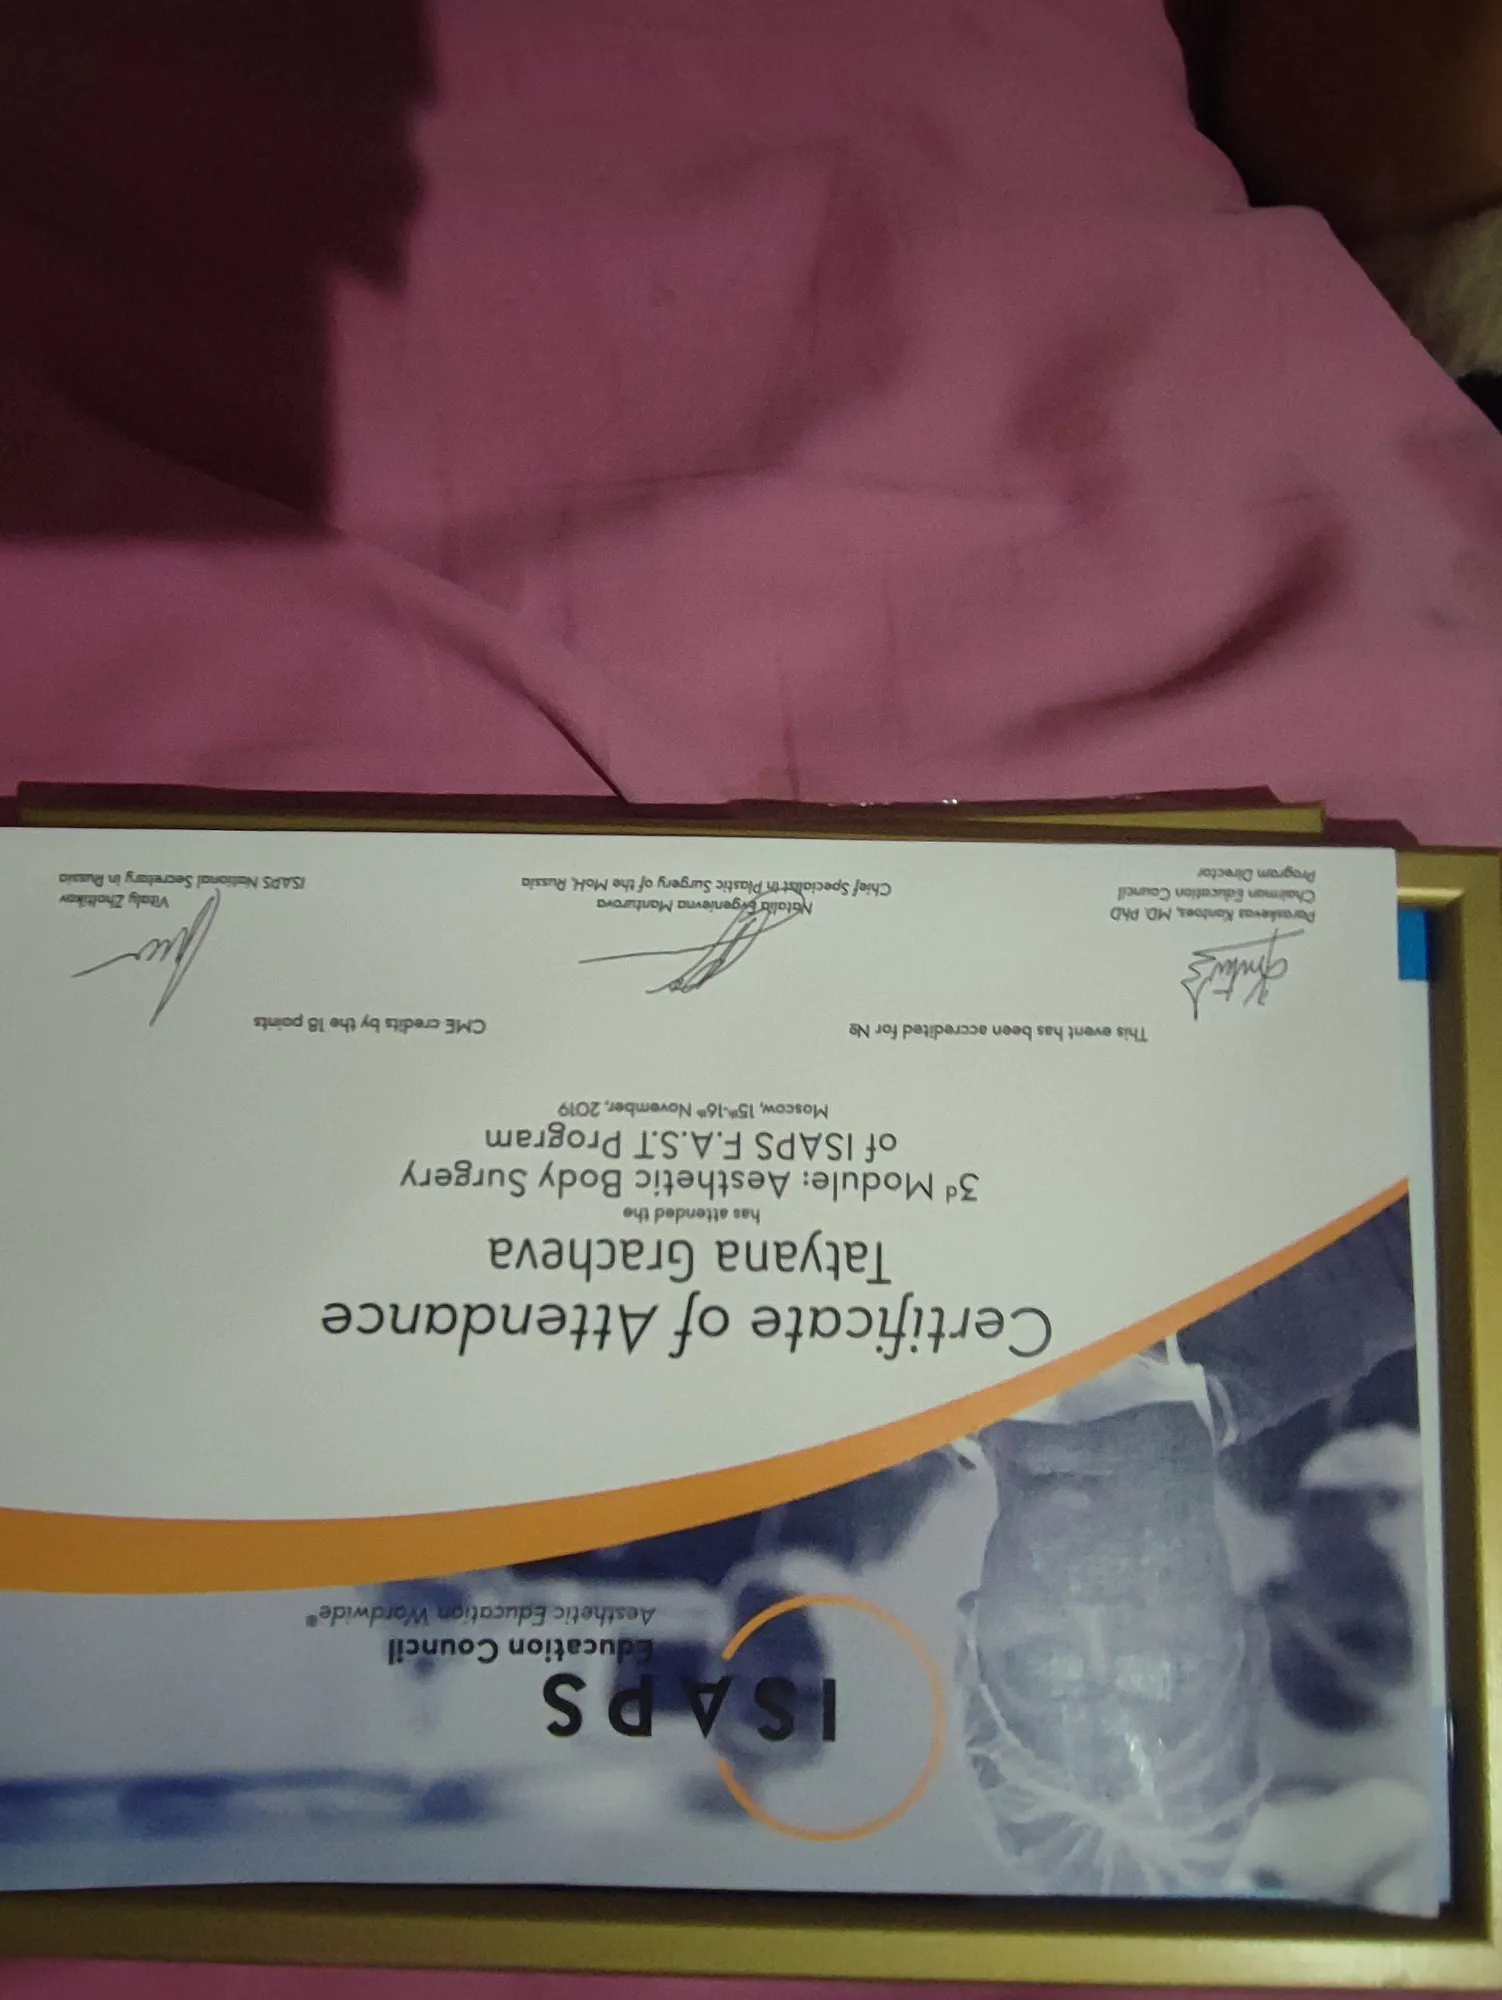 ISAPS
Education Council
Aesthetic Education Wordwide®
Certificate of Attendance
Tatyana Gracheva
has attended the
3d Module: Aesthetic Body Surgery
of ISAPS F.A.S.T Program
Moscow, 15th-16th November, 2019
This event has been accredited for № CME credits by the 18 points
Paraskevas Kontoes, MD, PhD
Chairman Education Council
Program Director
Natalia Evgenievna Manturova
Chief Specialist in Plastic Surgery of the MoH, Russia
Vitaly Zholtikov
ISAPS National Secretary in Russia